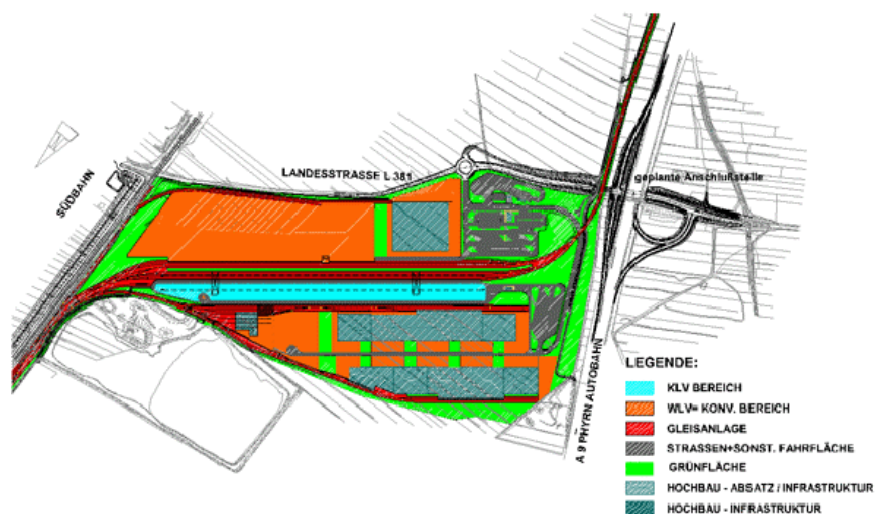 SÜDBAHN
LANDESSTRASSE L 381
geplante Anschlußstelle
A 9 PHYRN AUTOBAHN
LEGENDE:
KLV BEREICH
WLV= KONV. BEREICH
GLEISANLAGE
STRASSEN+SONST. FAHRFLÄCHE
GRÜNFLÄCHE
HOCHBAU - ABSATZ / INFRASTRUKTUR
HOCHBAU - INFRASTRUKTUR